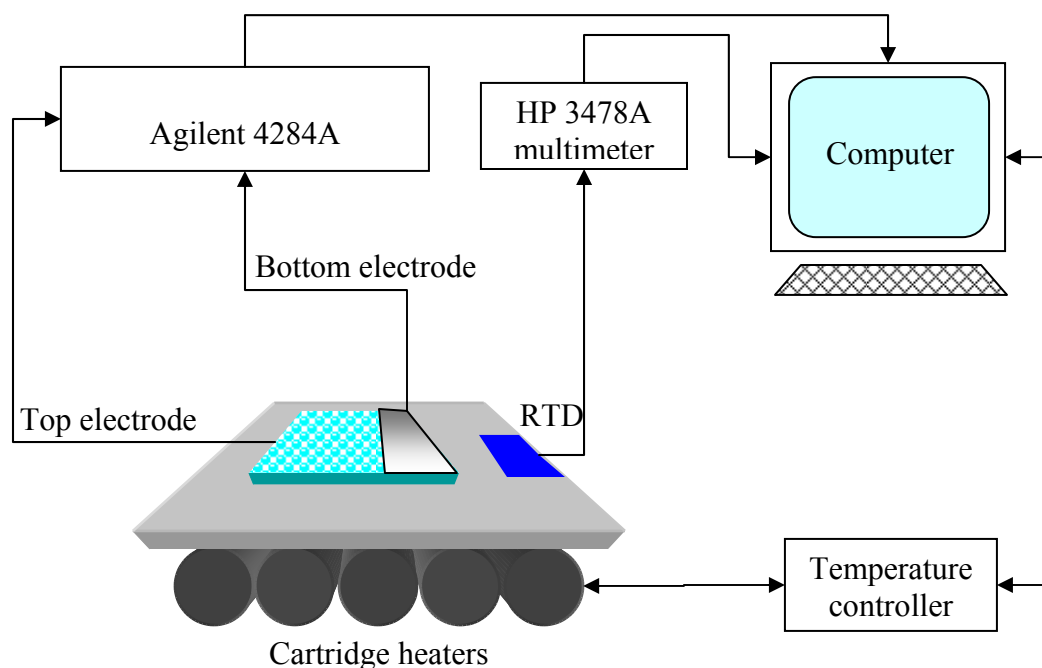 Agilent 4284A
HP 3478A
multimeter
Computer
Bottom electrode
Top electrode
RTD
Temperature
controller
Cartridge heaters